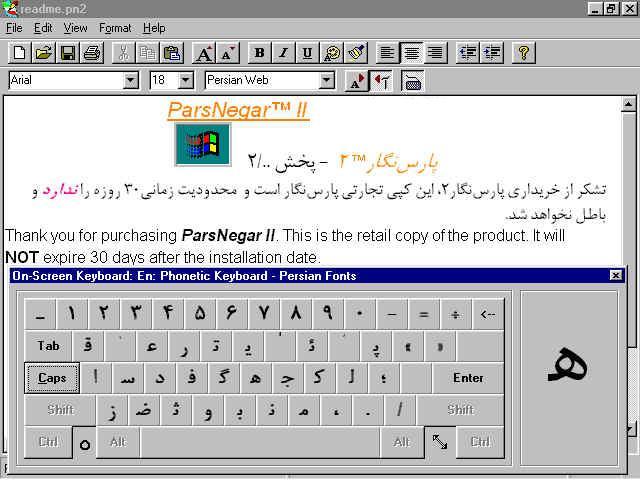 readme.pn2
File Edit View Format Help
A A B I U
Arial 18 Persian Web
ParsNegar™ II
پارس‌نگار™۲ - پخش ۲/..
تشکر از خریداری پارس‌نگار۲، این کپی تجارتی پارس‌نگار است و محدودیت زمانی۳۰ روزه را ندارد و
باطل نخواهد شد.
Thank you for purchasing ParsNegar II. This is the retail copy of the product. It will
NOT expire 30 days after the installation date.
On-Screen Keyboard: En: Phonetic Keyboard - Persian Fonts
_ ۱ ۲ ۳ ۴ ۵ ۶ ۷ ۸ ۹ ۰ – = ÷ <--
Tab ق ع ر ت ی ئ پ » «
Caps ا س د ف گ ه ج ک ل ؛ Enter
Shift ز ض ث و ب ن م ، . / Shift
Ctrl Alt Alt Ctrl
ه